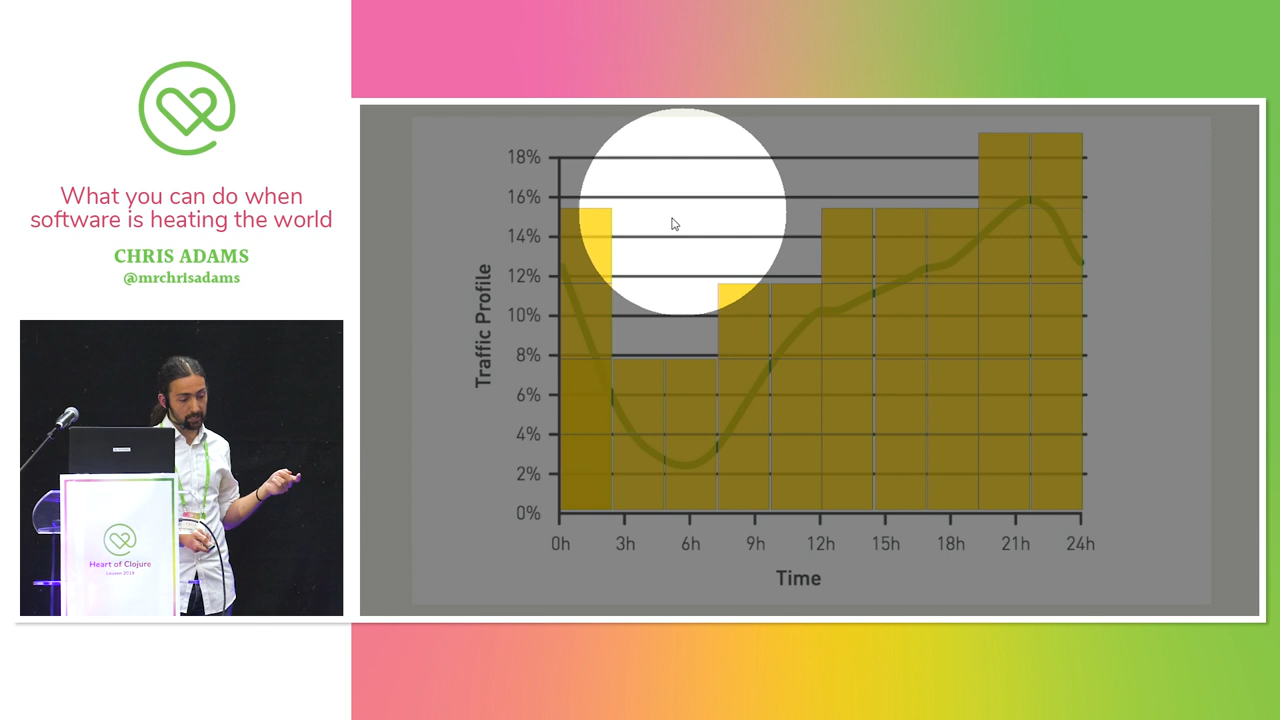 What you can do when
software is heating the world
CHRIS ADAMS
@mrchrisadams
Heart of Clojure
Leuven 2019
Traffic Profile
18%
16%
14%
12%
10%
8%
6%
4%
2%
0%
0h 3h 6h 9h 12h 15h 18h 21h 24h
Time